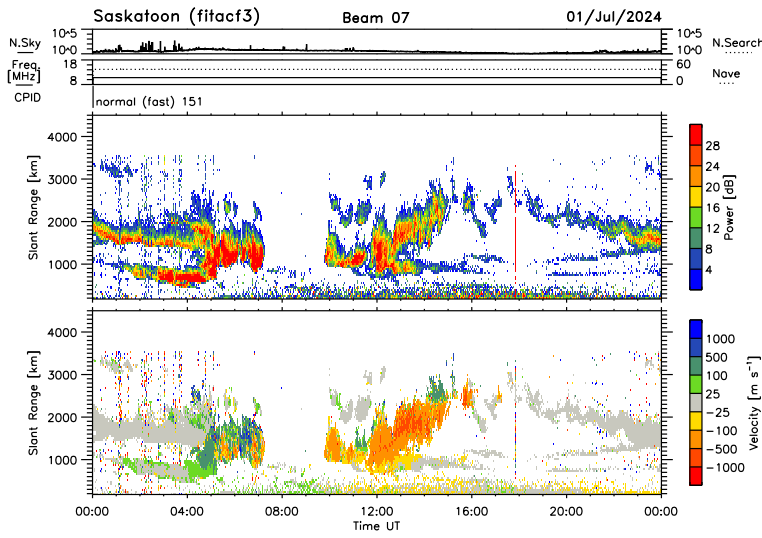 Saskatoon (fitacf3) Beam 07 01/Jul/2024
N.Sky 10^5 10^0 10^5 10^0 N.Search
Freq. [MHz] 18 8 60 0 Nave
CPID normal (fast) 151
Slant Range [km] 4000 3000 2000 1000
28 24 20 16 12 8 4 Power [dB]
Slant Range [km] 4000 3000 2000 1000
1000 500 100 25 -25 -100 -500 -1000 Velocity [m s⁻¹]
00:00 04:00 08:00 12:00 16:00 20:00 00:00
Time UT